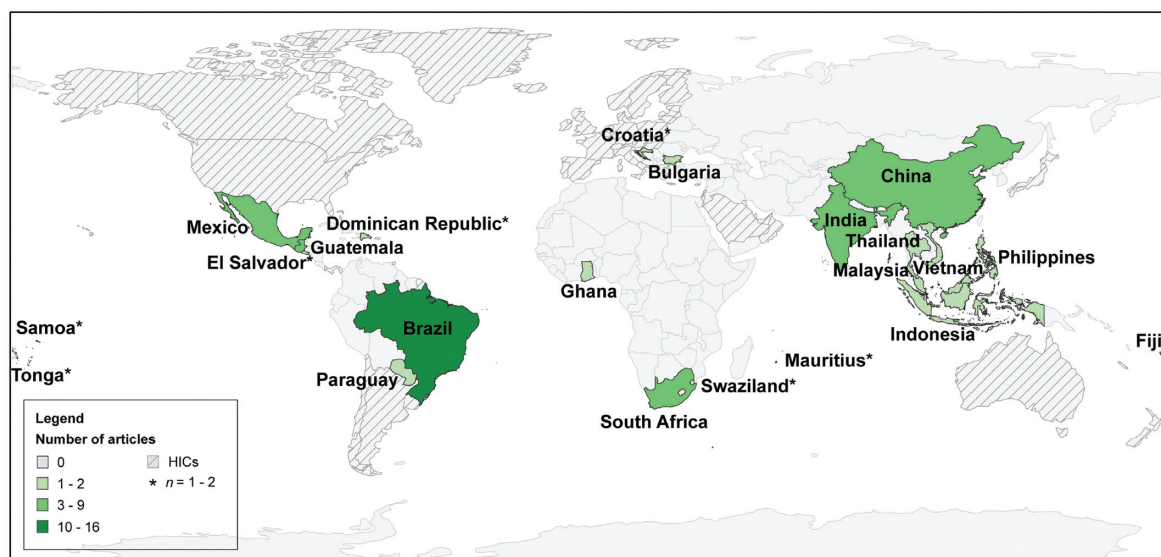 Croatia*
Bulgaria
China
Mexico
Dominican Republic*
Guatemala
El Salvador*
India
Thailand
Malaysia
Vietnam
Philippines
Ghana
Indonesia
Samoa*
Brazil
Fiji
Mauritius*
Tonga*
Paraguay
Swaziland*
South Africa
Legend
Number of articles
0
HICs
1 - 2
* n = 1 - 2
3 - 9
10 - 16